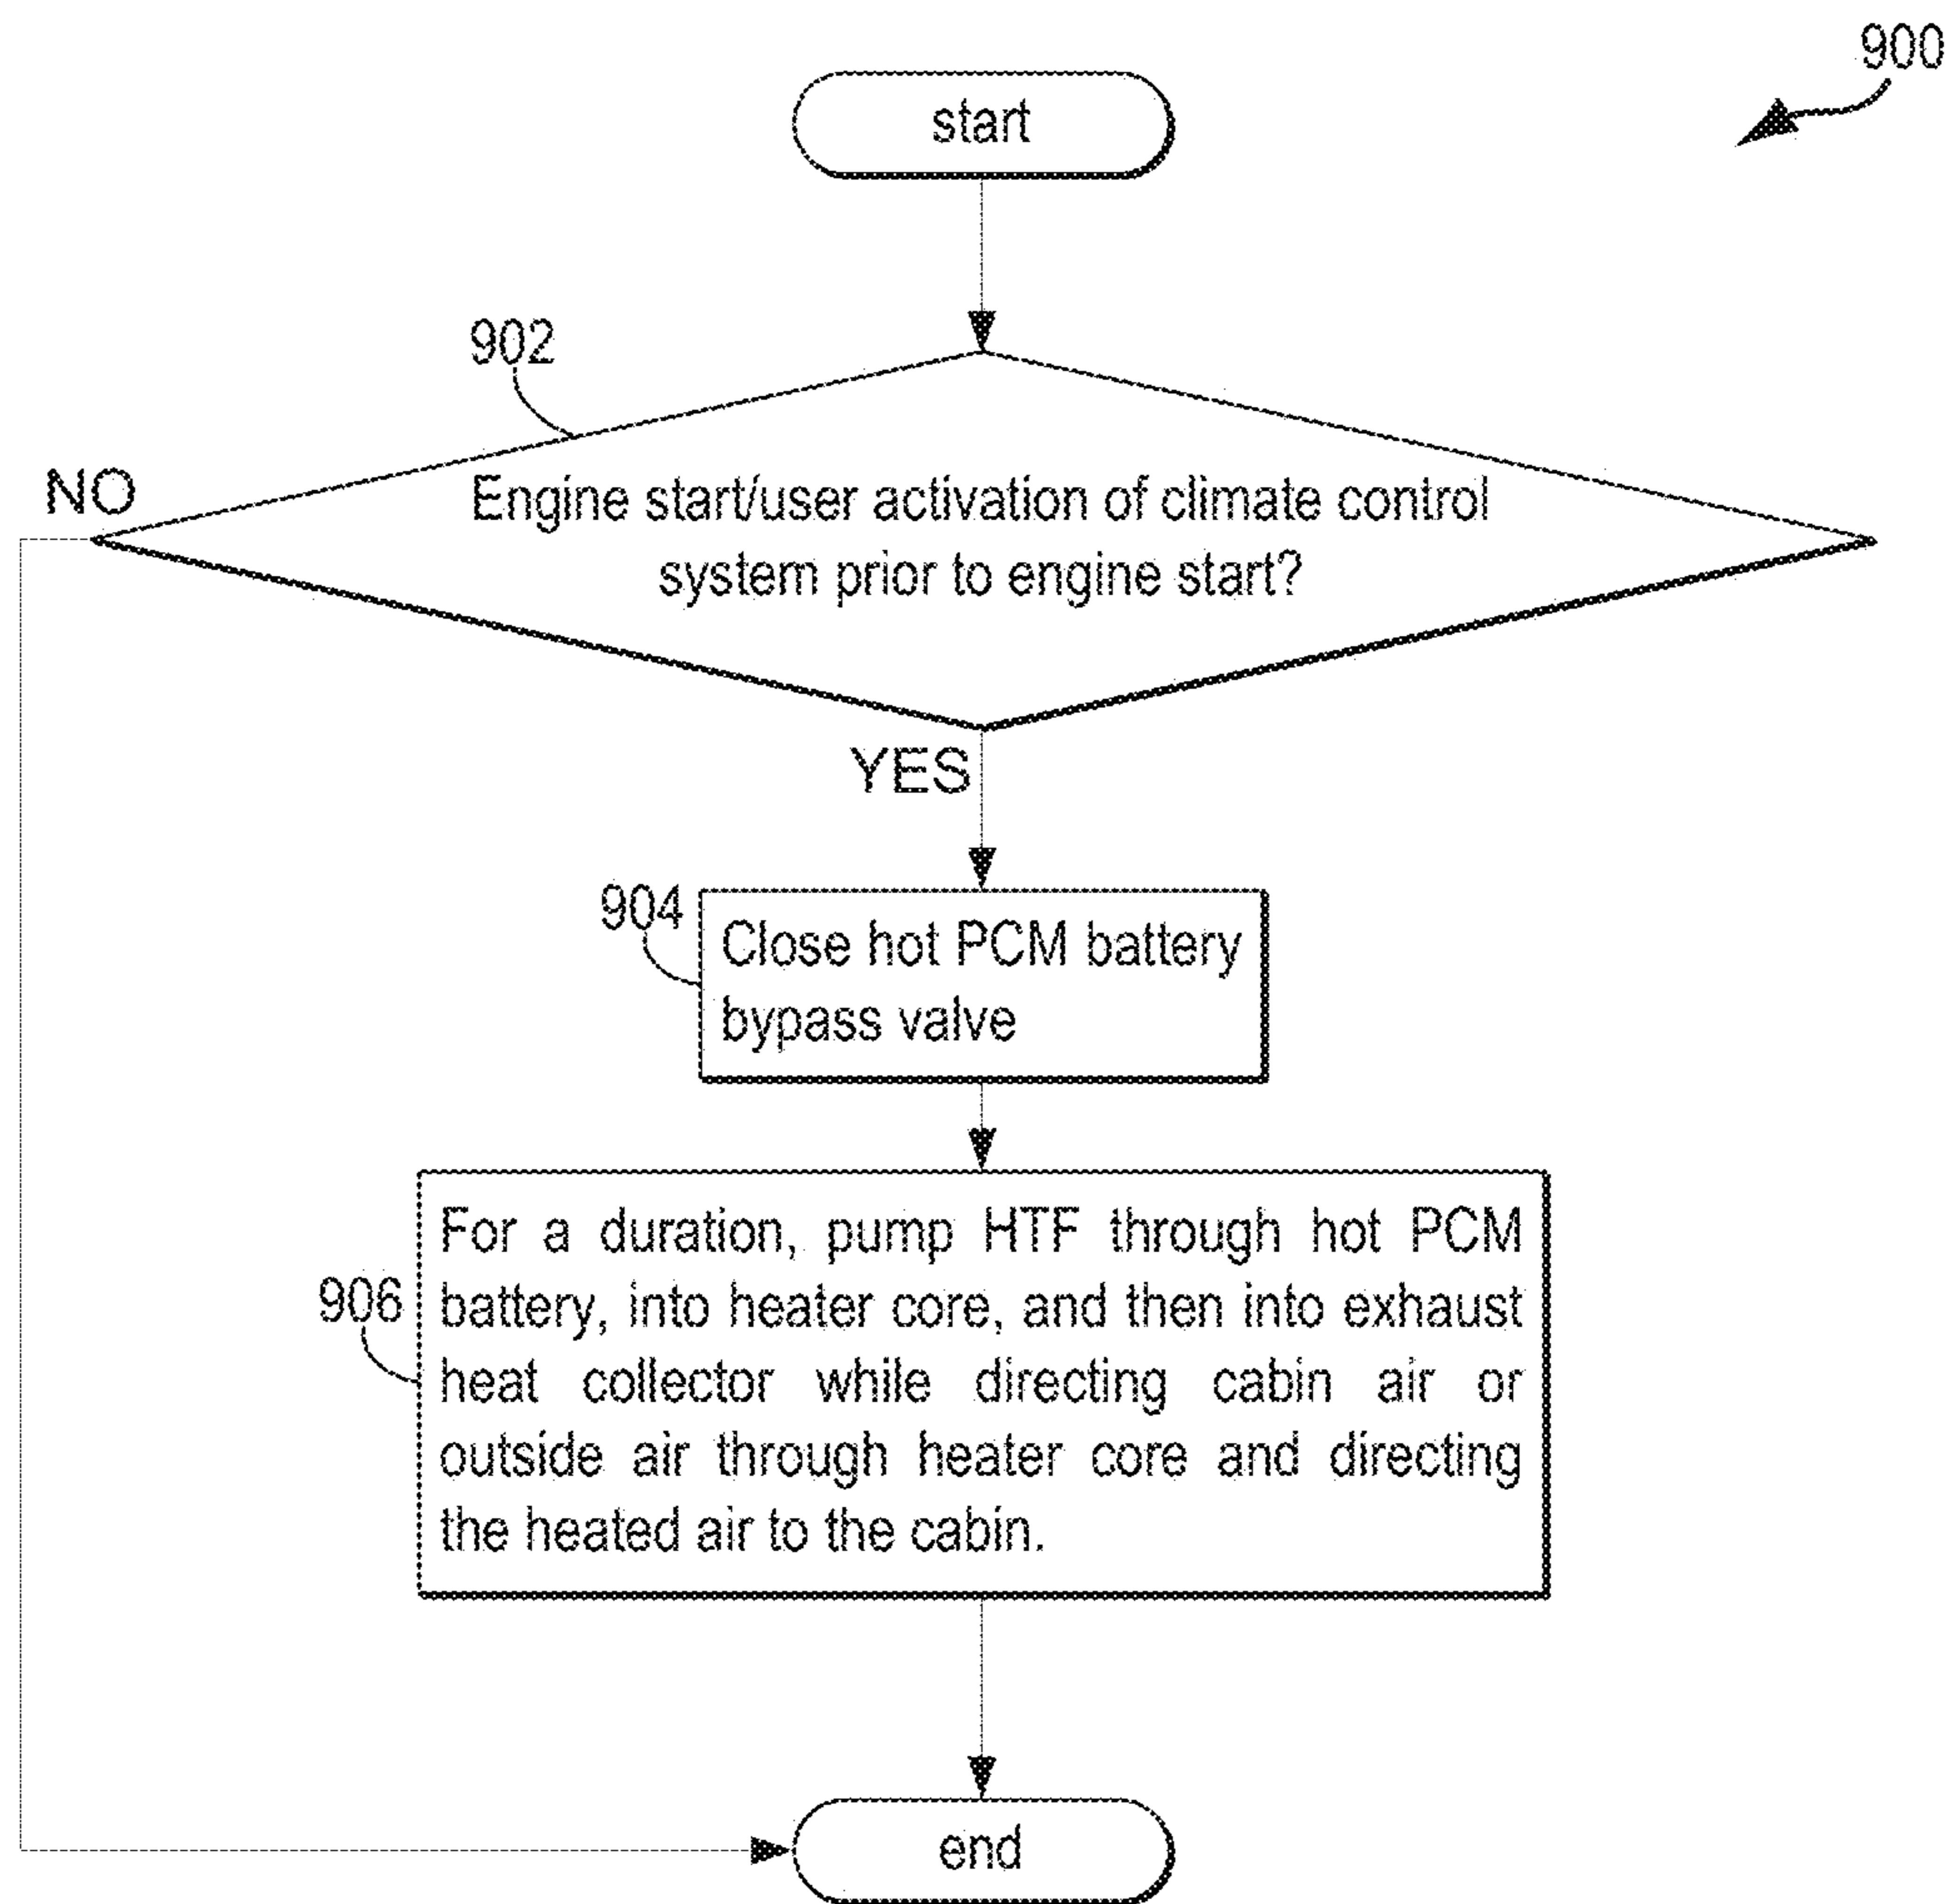 900
start
902
NO
Engine start/user activation of climate control
system prior to engine start?
YES
904
Close hot PCM battery
bypass valve
906
For a duration, pump HTF through hot PCM
battery, into heater core, and then into exhaust
heat collector while directing cabin air or
outside air through heater core and directing
the heated air to the cabin.
end